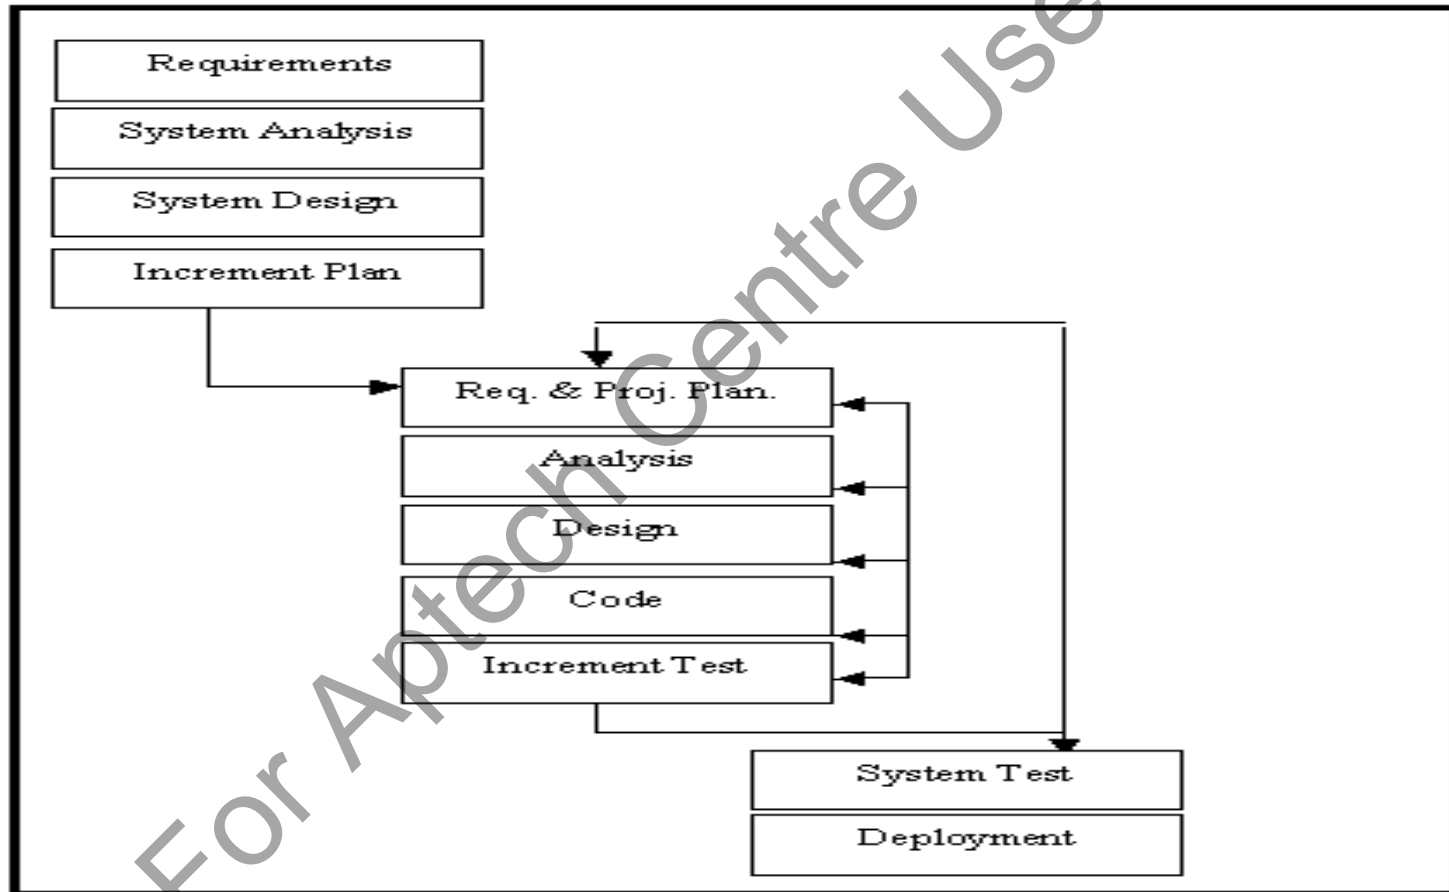 Requirements
System Analysis
System Design
Increment Plan
Req. & Proj. Plan.
Analysis
Design
Code
Increment Test
System Test
Deployment
For Aptech Centre Use